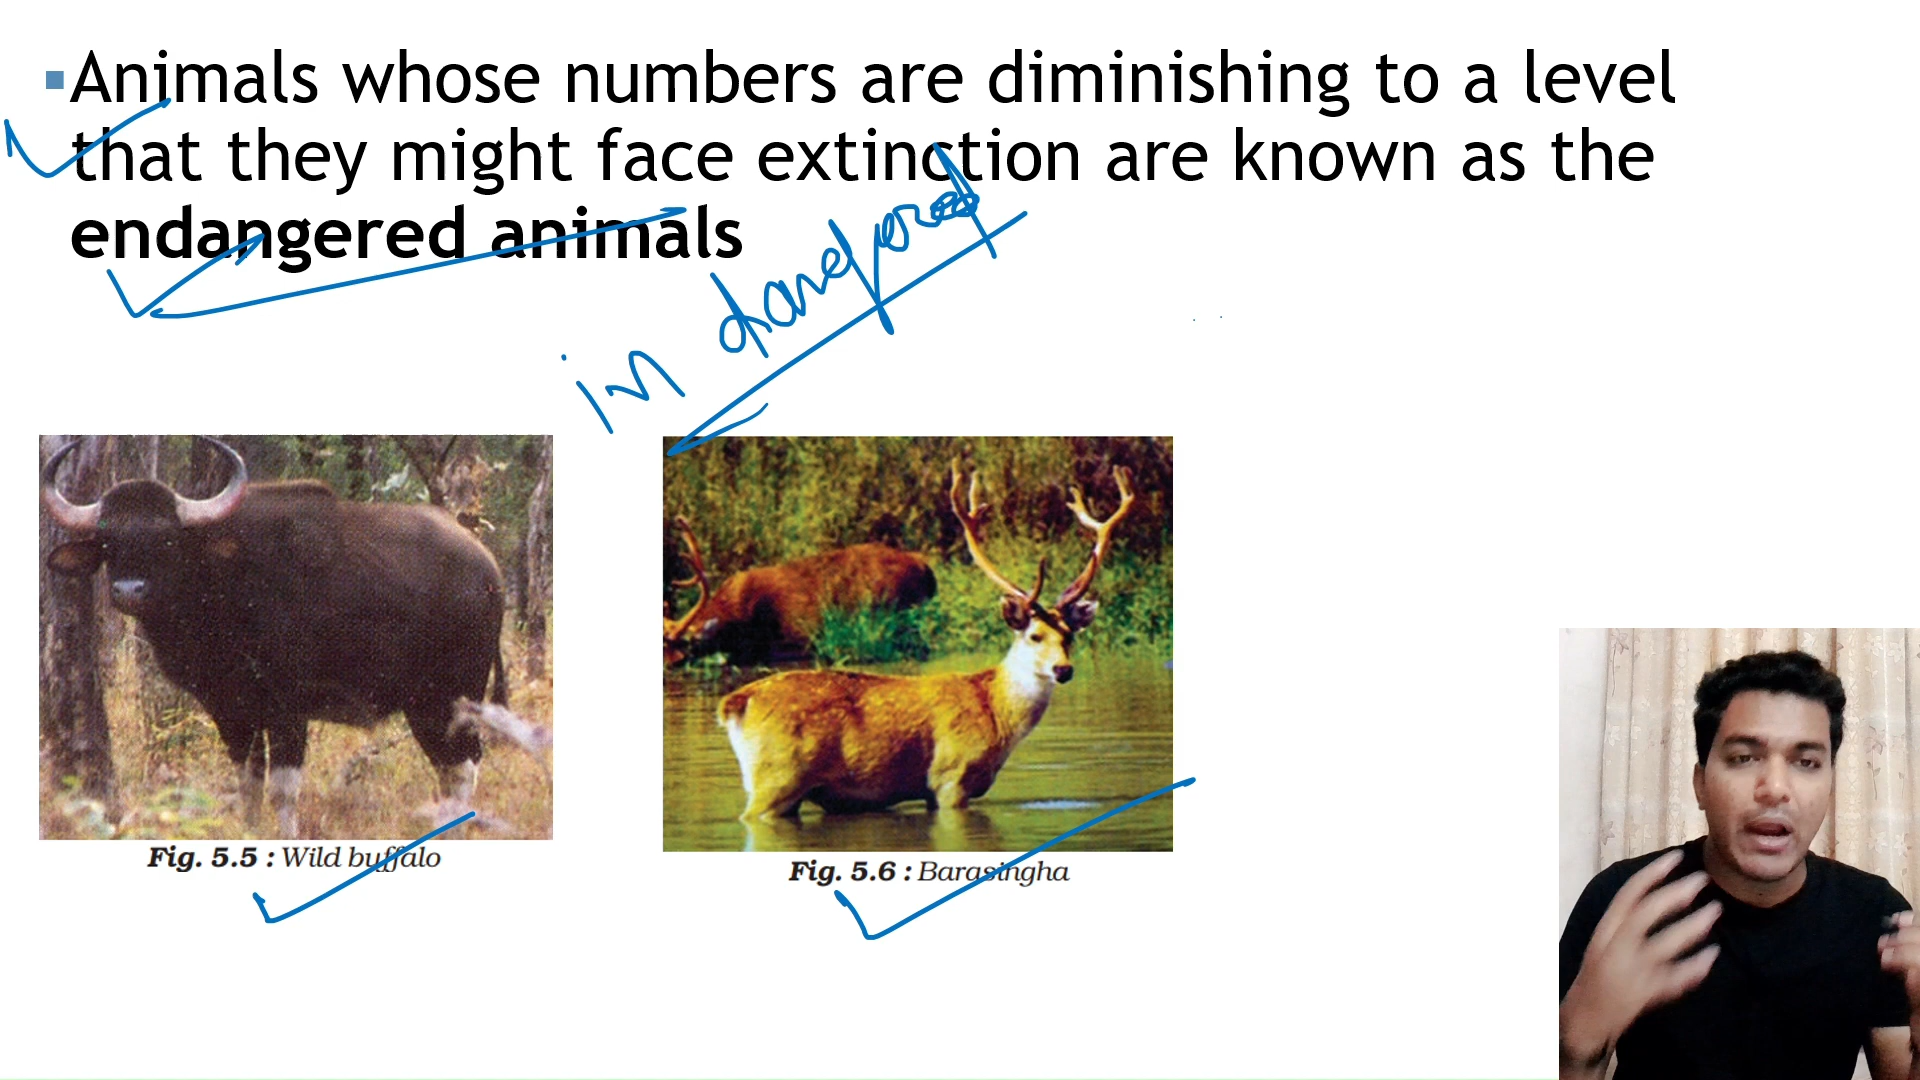 ▪Animals whose numbers are diminishing to a level
that they might face extinction are known as the
endangered animals
in
Fig. 5.5 : Wild buffalo
Fig. 5.6 : Barasingha